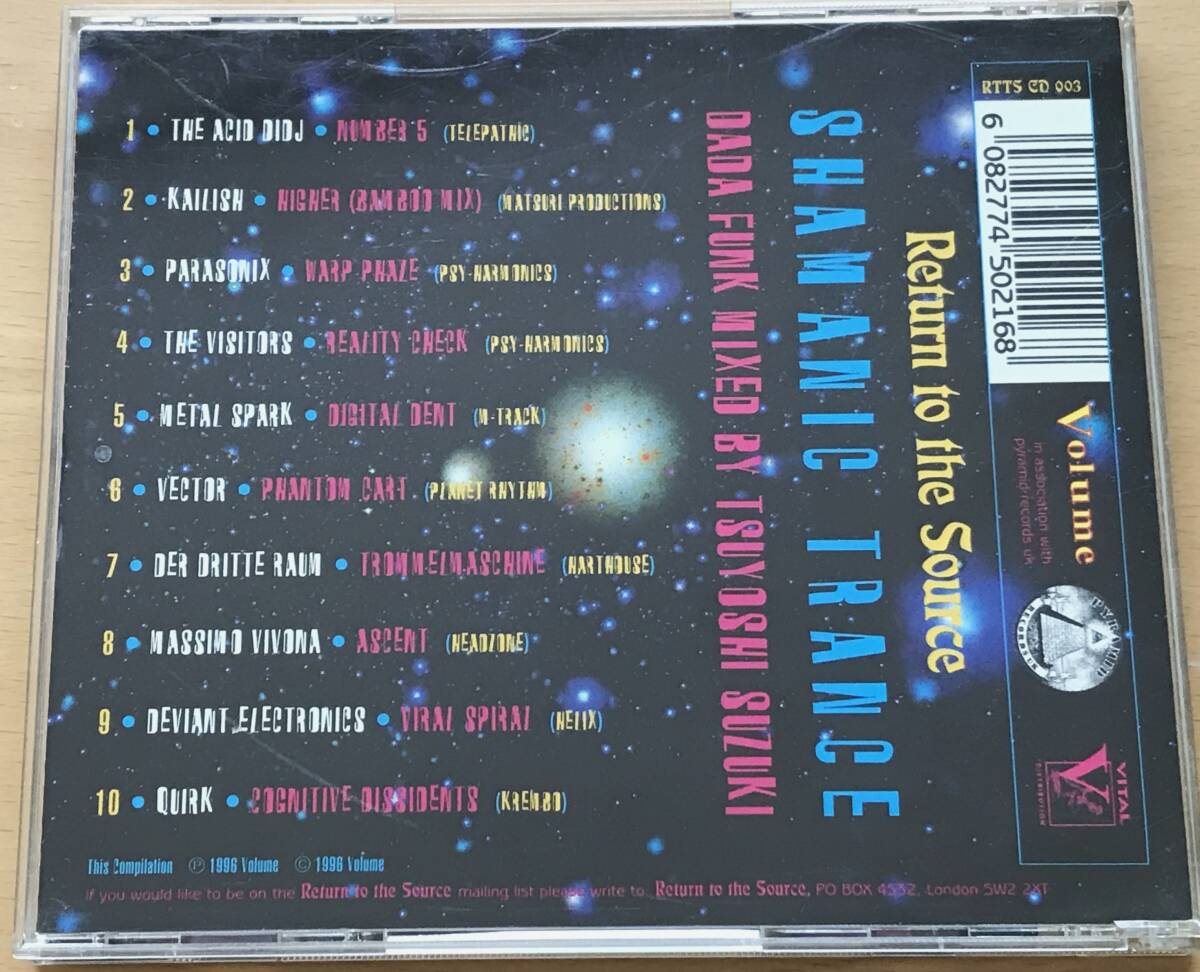 1 • THE ACID DIDJ • NUMBER 5 (TELEPATHIC)
2 • KAILISH • HIGHER (BAMBOO MIX) (MATSURI PRODUCTIONS)
3 • PARASONIX • WARP PHAZE (PSY-HARMONICS)
4 • THE VISITORS • REALITY CHECK (PSY-HARMONICS)
5 • METAL SPARK • DIGITAL DENT (M-TRACK)
6 • VECTOR • PHANTOM CART (PLANET RHYTHM)
7 • DER DRITTE RAUM • TROMMELMASCHINE (HARTHOUSE)
8 • MASSIMO VIVONA • ASCENT (HEADZONE)
9 • DEVIANT ELECTRONICS • VIRAL SPIRAL (HELIX)
10 • QUIRK • COGNITIVE DISSIDENTS (KREMBO)
This Compilation ℗ 1996 Volume © 1996 Volume
If you would like to be on the Return to the Source mailing list please write to. Return to the Source, PO BOX 4532, London SW2 2XT
Return to the Source
SHAMANIC TRANCE
DADA FUNK MIXED BY TSUYOSHI SUZUKI
RTTS CD 003
6 082774 502168
Volume
in association with
pyramid records uk
PYRAMID
RECORDS
V
VITAL
DISTRIBUTION